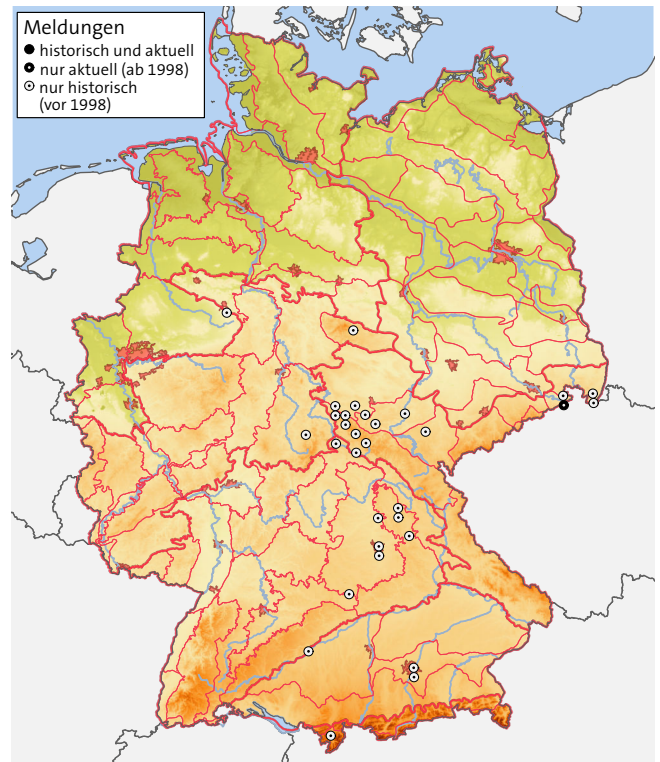 Meldungen
historisch und aktuell
nur aktuell (ab 1998)
nur historisch
(vor 1998)